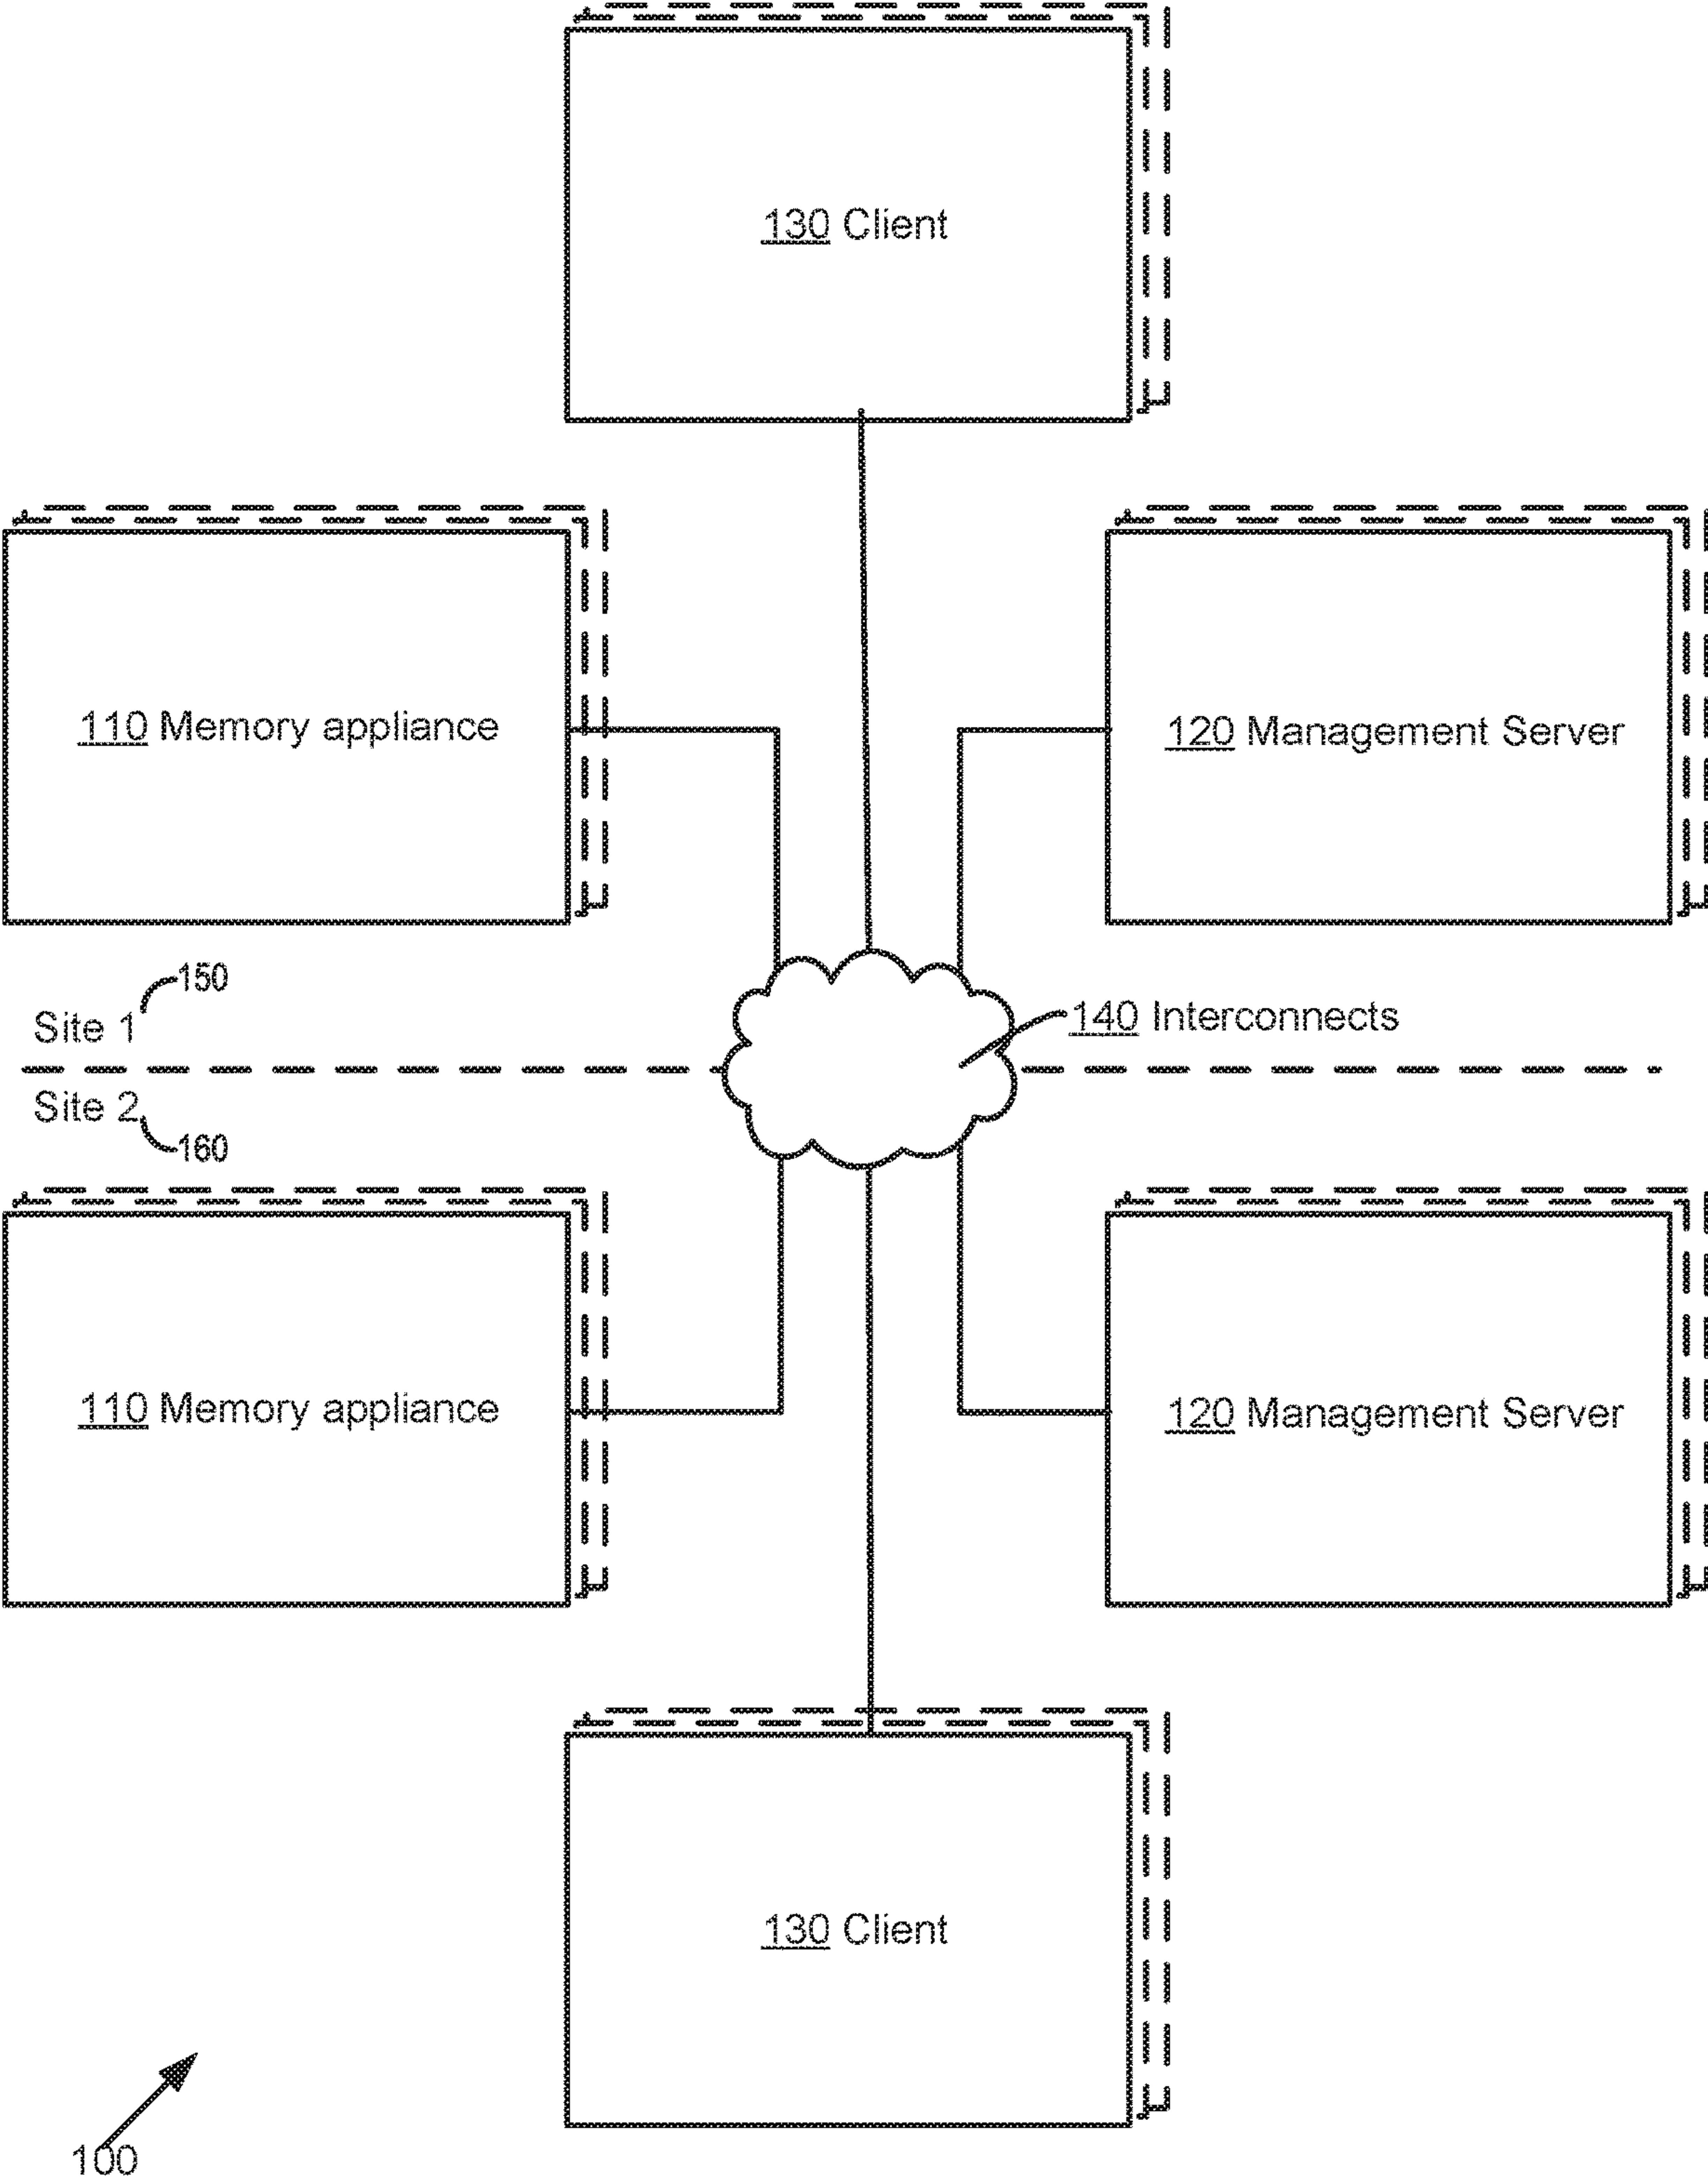 130 Client
110 Memory appliance
120 Management Server
150
Site 1
140 Interconnects
Site 2
160
110 Memory appliance
120 Management Server
130 Client
100